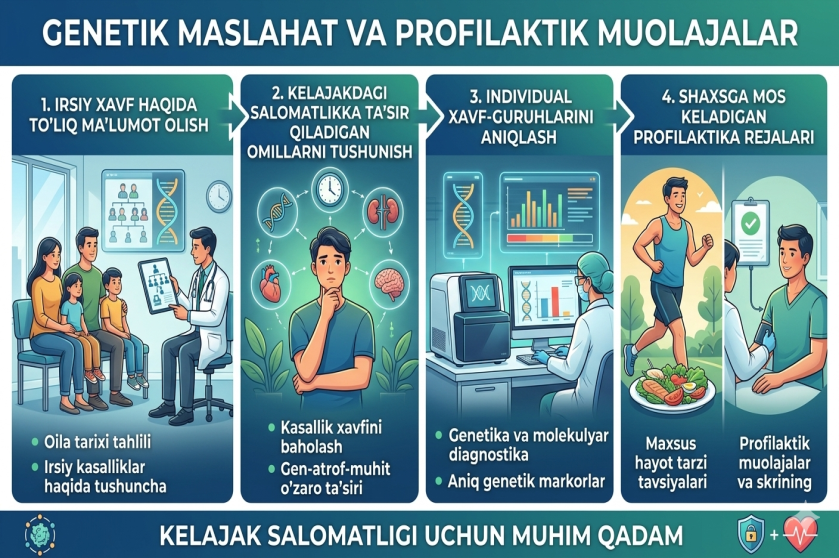 GENETIK MASLAHAT VA PROFILAKTIK MUOLAJALAR
1. IRSIY XAVF HAQIDA
TO'LIQ MA'LUMOT OLISH
Oila tarixi tahlili
Irsiy kasalliklar
haqida tushuncha
2. KELAJAKDAGI
SALOMATLIKKA TA'SIR
QILADIGAN
OMILLARNI TUSHUNISH
Kasallik xavfini
baholash
Gen-atrof-muhit
o'zaro ta'siri
3. INDIVIDUAL
XAVF-GURUHLARINI
ANIQLASH
Genetika va molekulyar
diagnostika
Aniq genetik markorlar
4. SHAXSGA MOS
KELADIGAN
PROFILAKTIKA REJALARI
Maxsus
hayot tarzi
tavsiyalari
Profilaktik
muolajalar
va skrining
KELAJAK SALOMATLIGI UCHUN MUHIM QADAM